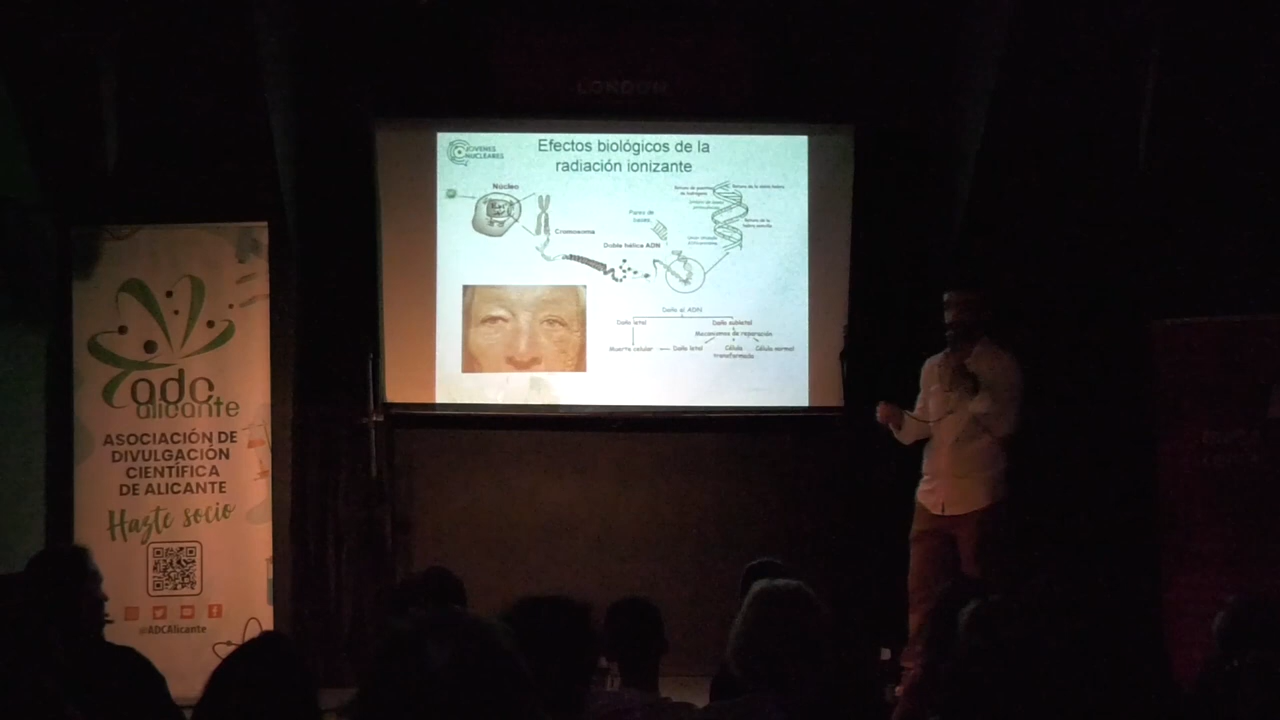 LONDON
JOVENES
NUCLEARES
Efectos biológicos de la
radiación ionizante
Núcleo
Cromosoma
Pares de
bases
Doble hélice ADN
Daño al ADN
Daño letal
Daño subletal
Mecanismos de reparación
Muerte celular
Daño letal
Célula
transformada
Célula normal
adc
alicante
ASOCIACIÓN DE
DIVULGACIÓN
CIENTÍFICA
DE ALICANTE
Hazte socio
@ADCAlicante